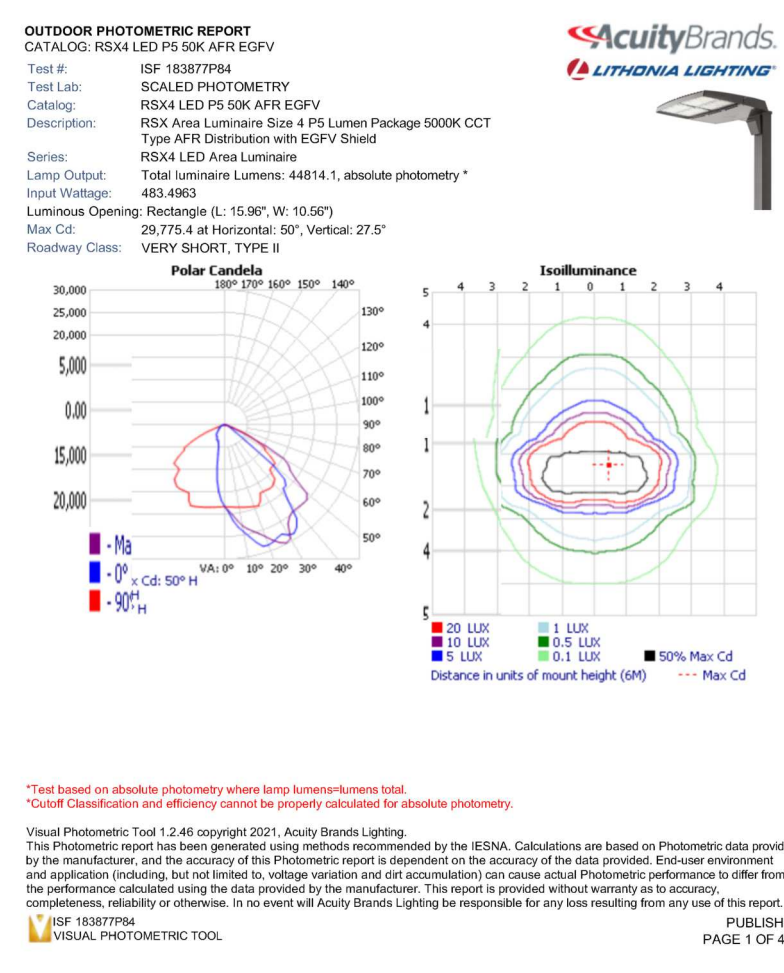 OUTDOOR PHOTOMETRIC REPORT
CATALOG: RSX4 LED P5 50K AFR EGFV
AcuityBrands.
LITHONIA LIGHTING®
Test #: ISF 183877P84
Test Lab: SCALED PHOTOMETRY
Catalog: RSX4 LED P5 50K AFR EGFV
Description: RSX Area Luminaire Size 4 P5 Lumen Package 5000K CCT
Type AFR Distribution with EGFV Shield
Series: RSX4 LED Area Luminaire
Lamp Output: Total luminaire Lumens: 44814.1, absolute photometry *
Input Wattage: 483.4963
Luminous Opening: Rectangle (L: 15.96", W: 10.56")
Max Cd: 29,775.4 at Horizontal: 50°, Vertical: 27.5°
Roadway Class: VERY SHORT, TYPE II
Polar Candela
180° 170° 160° 150° 140°
30,000
25,000
20,000
5,000
0,00
15,000
20,000
130°
120°
110°
100°
90°
80°
70°
60°
50°
VA: 0° 10° 20° 30° 40°
- Ma
- 0° x Cd: 50° H
- 90° H
H
Isoilluminance
4 3 2 1 0 1 2 3 4
5
4
1
1
2
4
5
20 LUX 1 LUX
10 LUX 0.5 LUX
5 LUX 0.1 LUX 50% Max Cd
Distance in units of mount height (6M) --- Max Cd
*Test based on absolute photometry where lamp lumens=lumens total.
*Cutoff Classification and efficiency cannot be properly calculated for absolute photometry.
Visual Photometric Tool 1.2.46 copyright 2021, Acuity Brands Lighting.
This Photometric report has been generated using methods recommended by the IESNA. Calculations are based on Photometric data provid
by the manufacturer, and the accuracy of this Photometric report is dependent on the accuracy of the data provided. End-user environment
and application (including, but not limited to, voltage variation and dirt accumulation) can cause actual Photometric performance to differ from
the performance calculated using the data provided by the manufacturer. This report is provided without warranty as to accuracy,
completeness, reliability or otherwise. In no event will Acuity Brands Lighting be responsible for any loss resulting from any use of this report.
ISF 183877P84
VISUAL PHOTOMETRIC TOOL
PUBLISH
PAGE 1 OF 4